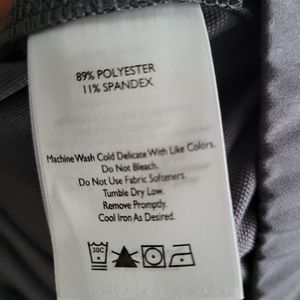 89% POLYESTER
11% SPANDEX
Machine Wash Cold Delicate With Like Colors.
Do Not Bleach.
Do Not Use Fabric Softeners.
Tumble Dry Low.
Remove Promptly.
Cool Iron As Desired.
30C